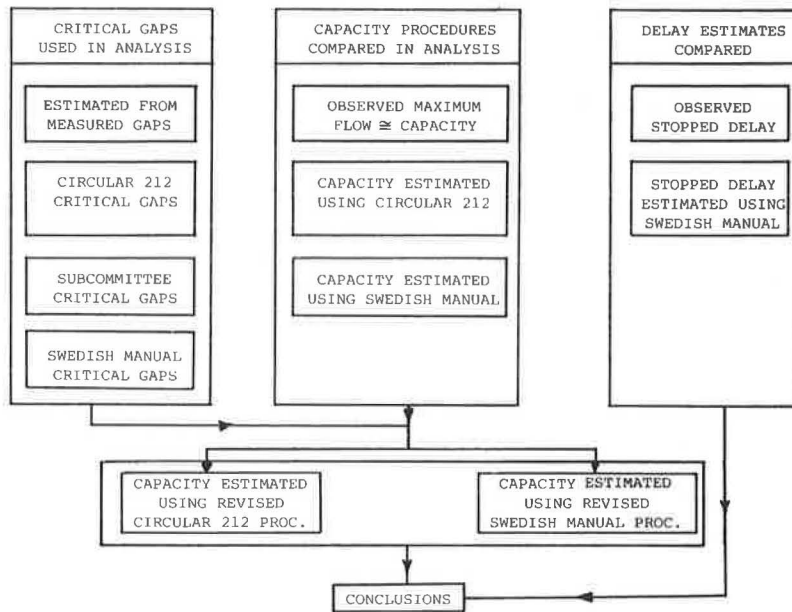 CRITICAL GAPS
USED IN ANALYSIS
ESTIMATED FROM
MEASURED GAPS
CIRCULAR 212
CRITICAL GAPS
SUBCOMMITTEE
CRITICAL GAPS
SWEDISH MANUAL
CRITICAL GAPS
CAPACITY PROCEDURES
COMPARED IN ANALYSIS
OBSERVED MAXIMUM
FLOW ≅ CAPACITY
CAPACITY ESTIMATED
USING CIRCULAR 212
CAPACITY ESTIMATED
USING SWEDISH MANUAL
DELAY ESTIMATES
COMPARED
OBSERVED
STOPPED DELAY
STOPPED DELAY
ESTIMATED USING
SWEDISH MANUAL
CAPACITY ESTIMATED
USING REVISED
CIRCULAR 212 PROC.
CAPACITY ESTIMATED
USING REVISED
SWEDISH MANUAL PROC.
CONCLUSIONS